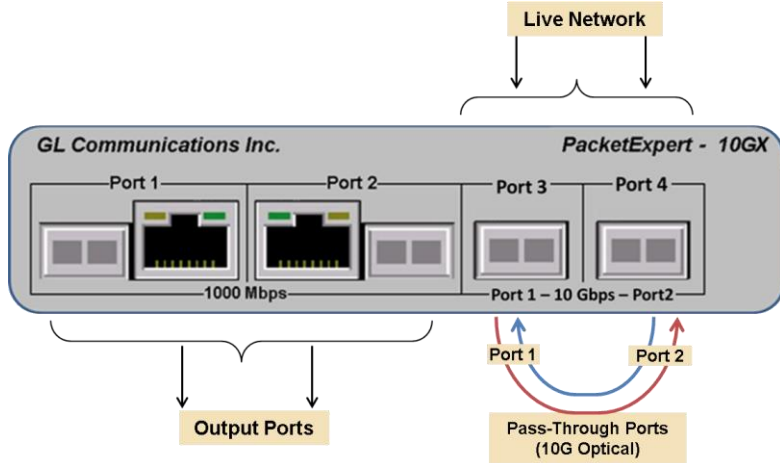 Live Network
GL Communications Inc.
PacketExpert - 10GX
Port 1
Port 2
Port 3
Port 4
1000 Mbps
Port 1 – 10 Gbps – Port2
Port 1
Port 2
Output Ports
Pass-Through Ports
(10G Optical)